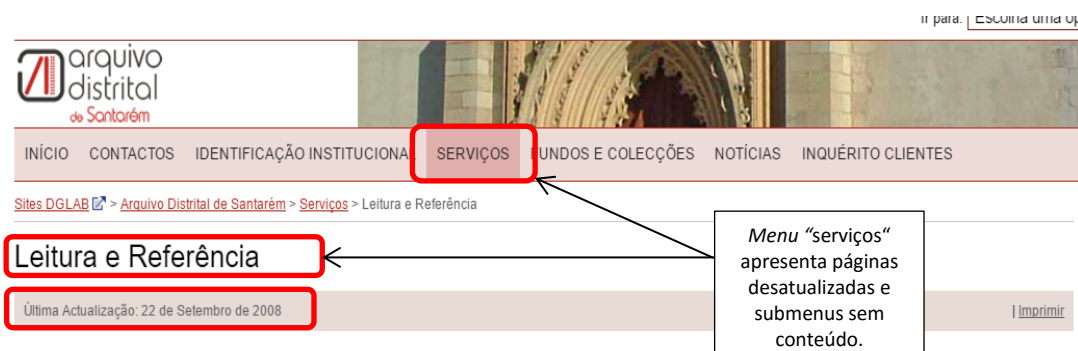 Ir para: Escolha uma op
arquivo
distrital
de Santarém
INÍCIO CONTACTOS IDENTIFICAÇÃO INSTITUCIONAL SERVIÇOS FUNDOS E COLECÇÕES NOTÍCIAS INQUÉRITO CLIENTES
Sites DGLAB > Arquivo Distrital de Santarém > Serviços > Leitura e Referência
Leitura e Referência
Última Actualização: 22 de Setembro de 2008 | Imprimir
Menu “serviços“
apresenta páginas
desatualizadas e
submenus sem
conteúdo.